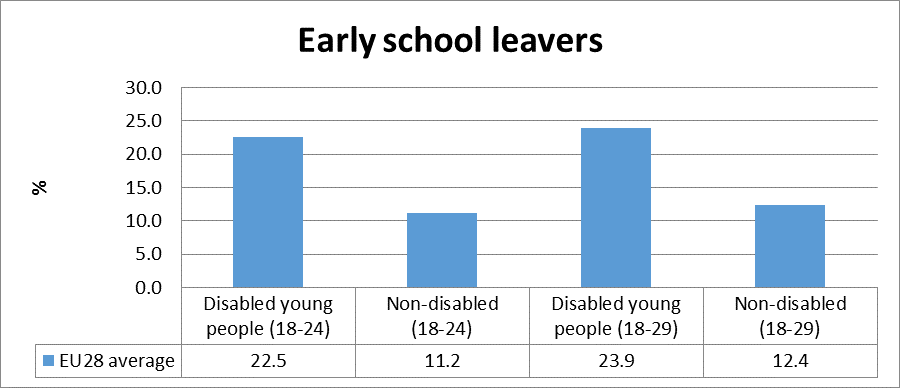 Early school leavers
30.0
25.0
20.0
15.0
10.0
5.0
0.0
%
Disabled young people (18-24)
Non-disabled (18-24)
Disabled young people (18-29)
Non-disabled (18-29)
EU28 average 22.5 11.2 23.9 12.4